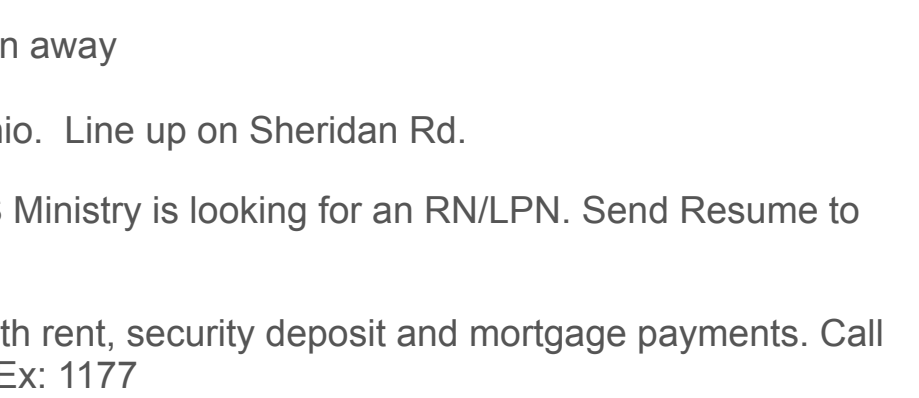 n away
io. Line up on Sheridan Rd.
Ministry is looking for an RN/LPN. Send Resume to
th rent, security deposit and mortgage payments. Call
Ex: 1177